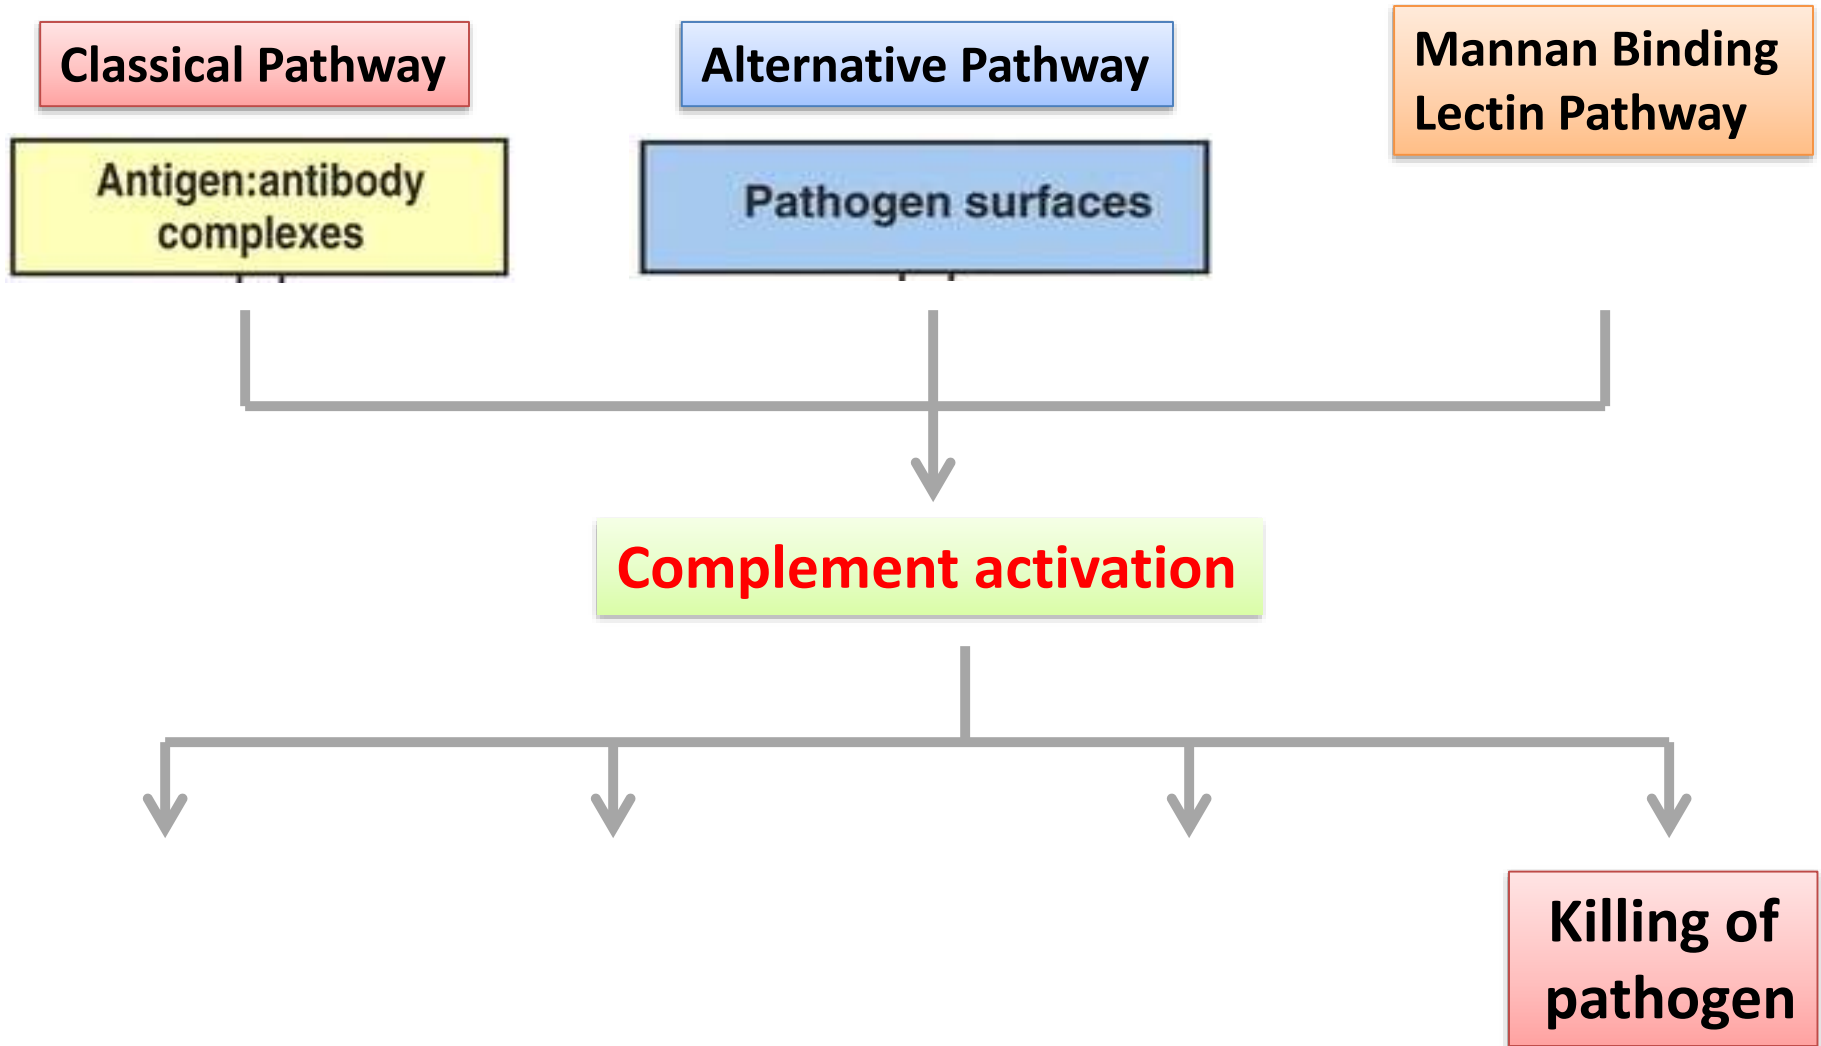 Classical Pathway
Alternative Pathway
Mannan Binding
Lectin Pathway
Antigen:antibody
complexes
Pathogen surfaces
Complement activation
Killing of
pathogen